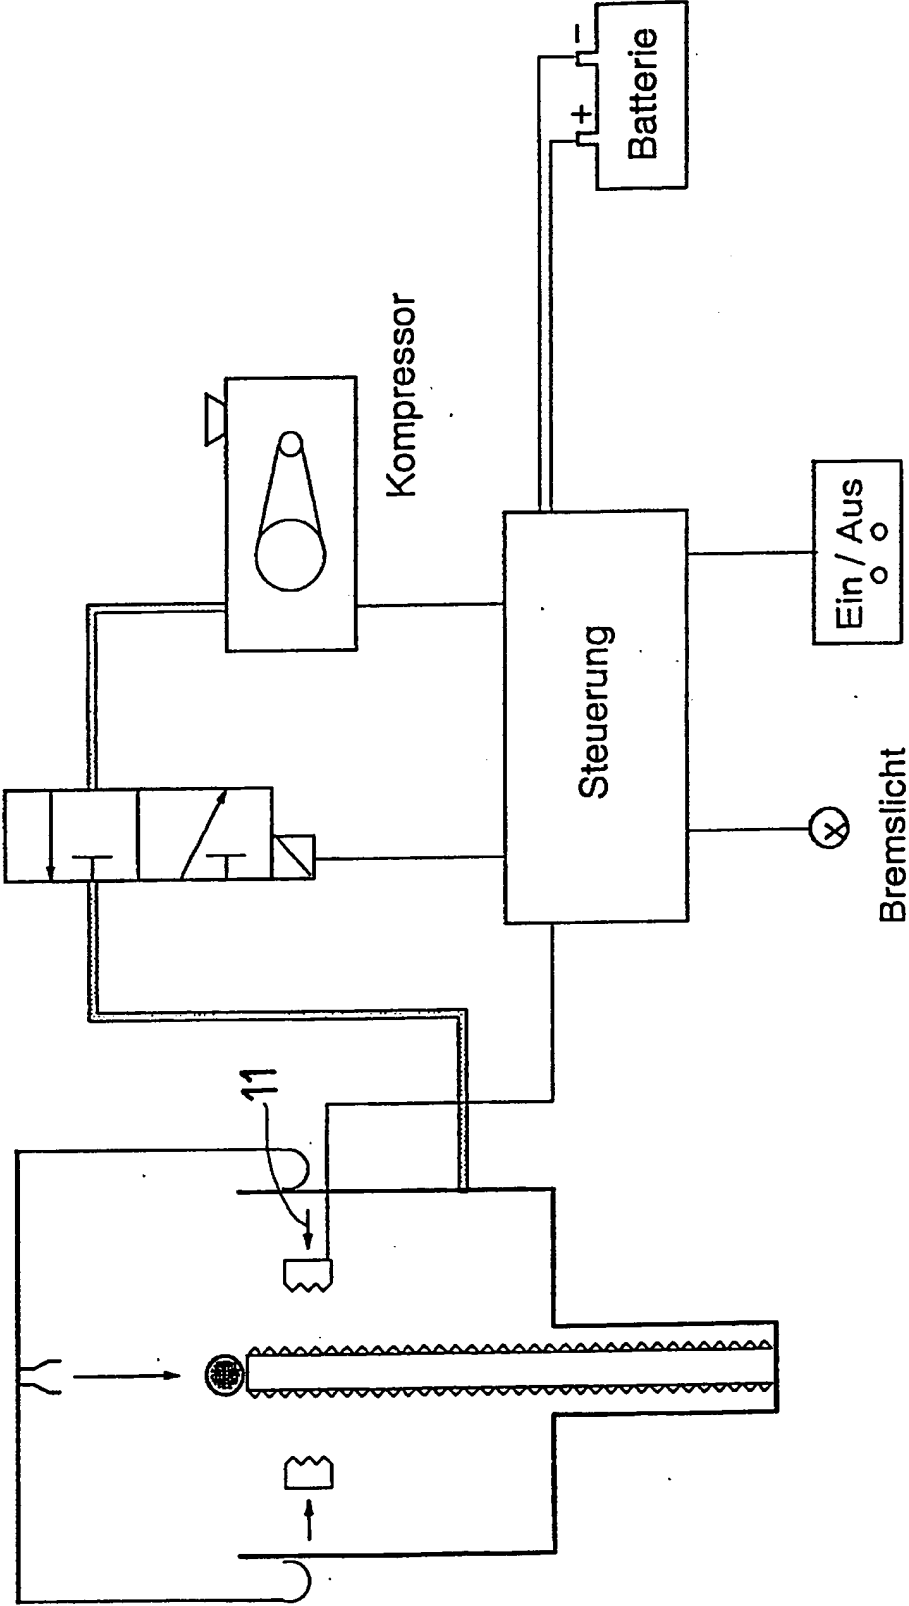 11
Kompressor
Steuerung
+ −
Batterie
Ein / Aus
Bremslicht